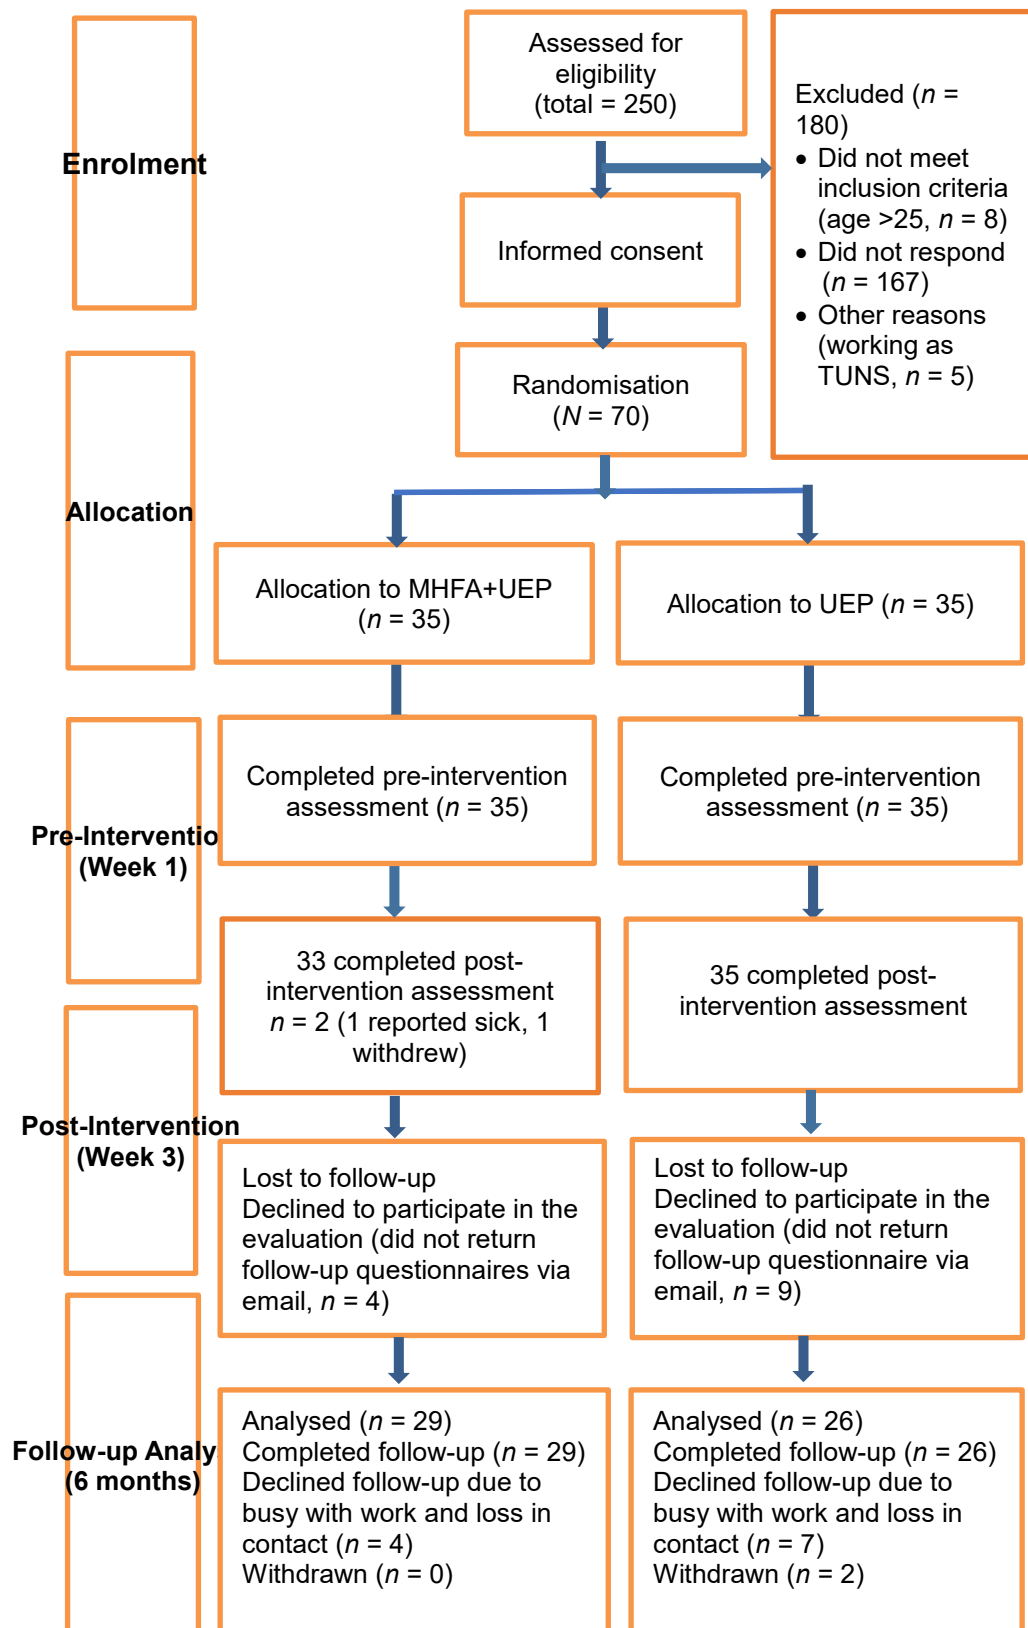 Enrolment
Assessed for
eligibility
(total = 250)
Excluded (n =
180)
• Did not meet
inclusion criteria
(age >25, n = 8)
• Did not respond
(n = 167)
• Other reasons
(working as
TUNS, n = 5)
Informed consent
Randomisation
(N = 70)
Allocation
Allocation to MHFA+UEP
(n = 35)
Allocation to UEP (n = 35)
Pre-Interventio
(Week 1)
Completed pre-intervention
assessment (n = 35)
Completed pre-intervention
assessment (n = 35)
33 completed post-
intervention assessment
n = 2 (1 reported sick, 1
withdrew)
35 completed post-
intervention assessment
Post-Intervention
(Week 3)
Lost to follow-up
Declined to participate in the
evaluation (did not return
follow-up questionnaires via
email, n = 4)
Lost to follow-up
Declined to participate in the
evaluation (did not return
follow-up questionnaire via
email, n = 9)
Follow-up Analy
(6 months)
Analysed (n = 29)
Completed follow-up (n = 29)
Declined follow-up due to
busy with work and loss in
contact (n = 4)
Withdrawn (n = 0)
Analysed (n = 26)
Completed follow-up (n = 26)
Declined follow-up due to
busy with work and loss in
contact (n = 7)
Withdrawn (n = 2)